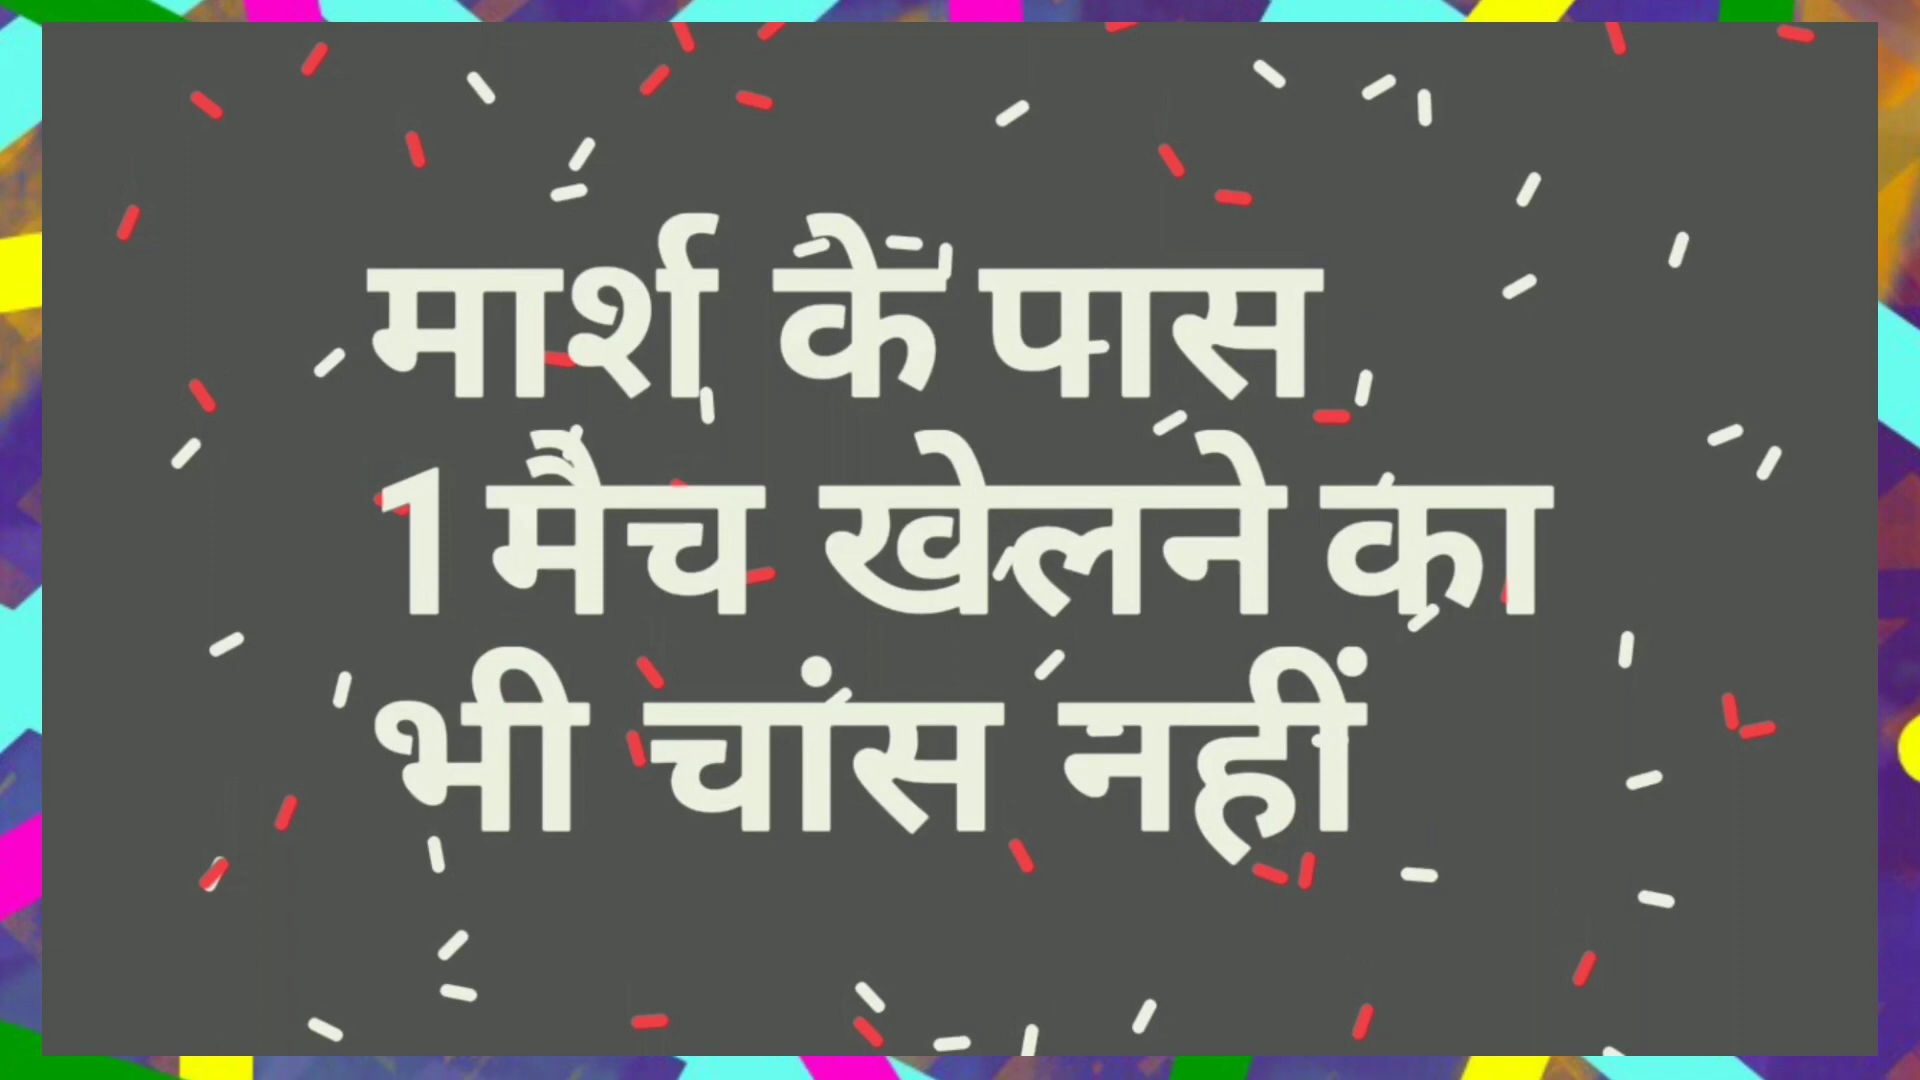 मार्श के पास
1 मैच खेलने का
भी चांस नहीं